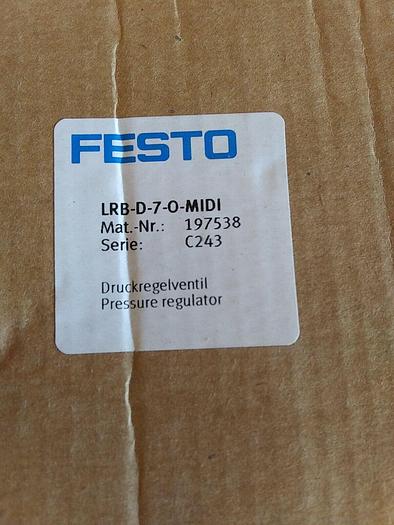 FESTO
LRB-D-7-O-MIDI
Mat.-Nr.: 197538
Serie: C243
Druckregelventil
Pressure regulator